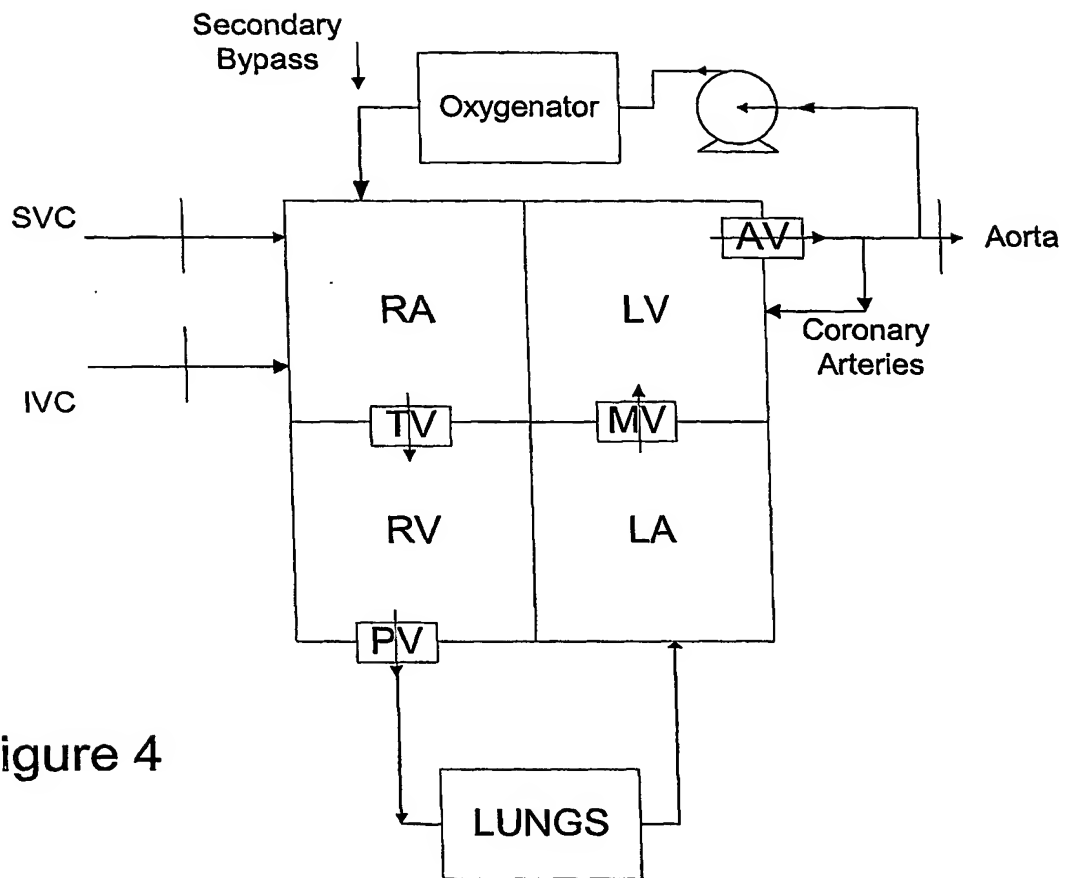 Secondary
Bypass
Oxygenator
SVC
AV
Aorta
RA
LV
Coronary
Arteries
IVC
TV
MV
RV
LA
PV
igure 4
LUNGS